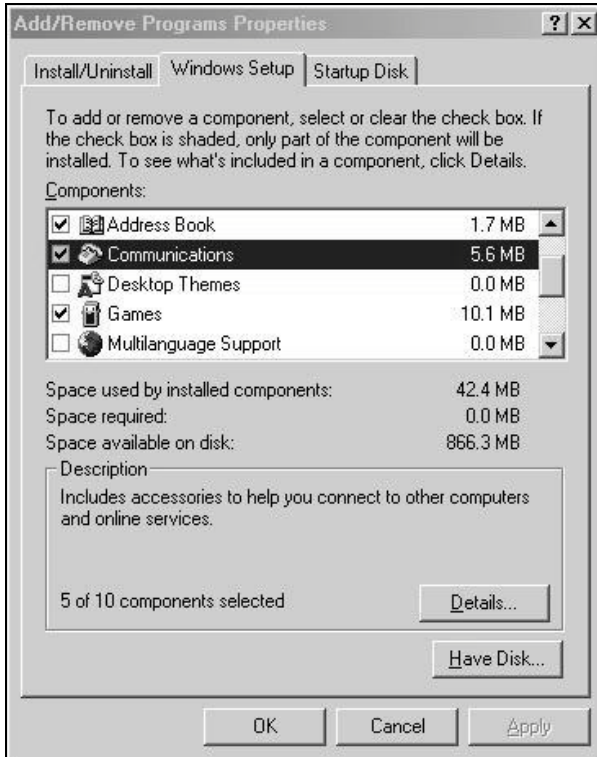 Add/Remove Programs Properties
Install/Uninstall Windows Setup Startup Disk
To add or remove a component, select or clear the check box. If
the check box is shaded, only part of the component will be
installed. To see what's included in a component, click Details.
Components:
Address Book 1.7 MB
Communications 5.6 MB
Desktop Themes 0.0 MB
Games 10.1 MB
Multilanguage Support 0.0 MB
Space used by installed components: 42.4 MB
Space required: 0.0 MB
Space available on disk: 866.3 MB
Description
Includes accessories to help you connect to other computers
and online services.
5 of 10 components selected Details...
Have Disk...
OK Cancel Apply